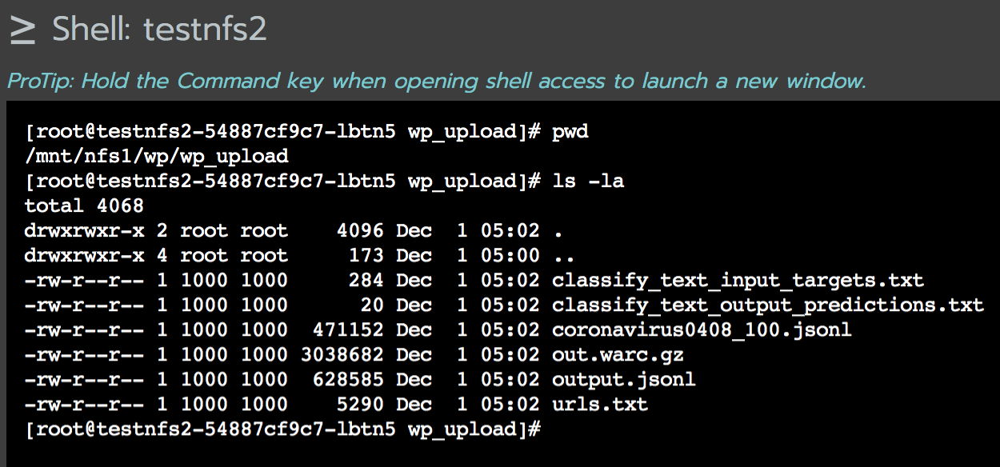 ≥ Shell: testnfs2
ProTip: Hold the Command key when opening shell access to launch a new window.
[root@testnfs2-54887cf9c7-lbtn5 wp_upload]# pwd
/mnt/nfs1/wp/wp_upload
[root@testnfs2-54887cf9c7-lbtn5 wp_upload]# ls -la
total 4068
drwxrwxr-x 2 root root    4096 Dec  1 05:02 .
drwxrwxr-x 4 root root     173 Dec  1 05:00 ..
-rw-r--r-- 1 1000 1000     284 Dec  1 05:02 classify_text_input_targets.txt
-rw-r--r-- 1 1000 1000      20 Dec  1 05:02 classify_text_output_predictions.txt
-rw-r--r-- 1 1000 1000  471152 Dec  1 05:02 coronavirus0408_100.jsonl
-rw-r--r-- 1 1000 1000 3038682 Dec  1 05:02 out.warc.gz
-rw-r--r-- 1 1000 1000  628585 Dec  1 05:02 output.jsonl
-rw-r--r-- 1 1000 1000    5290 Dec  1 05:02 urls.txt
[root@testnfs2-54887cf9c7-lbtn5 wp_upload]#